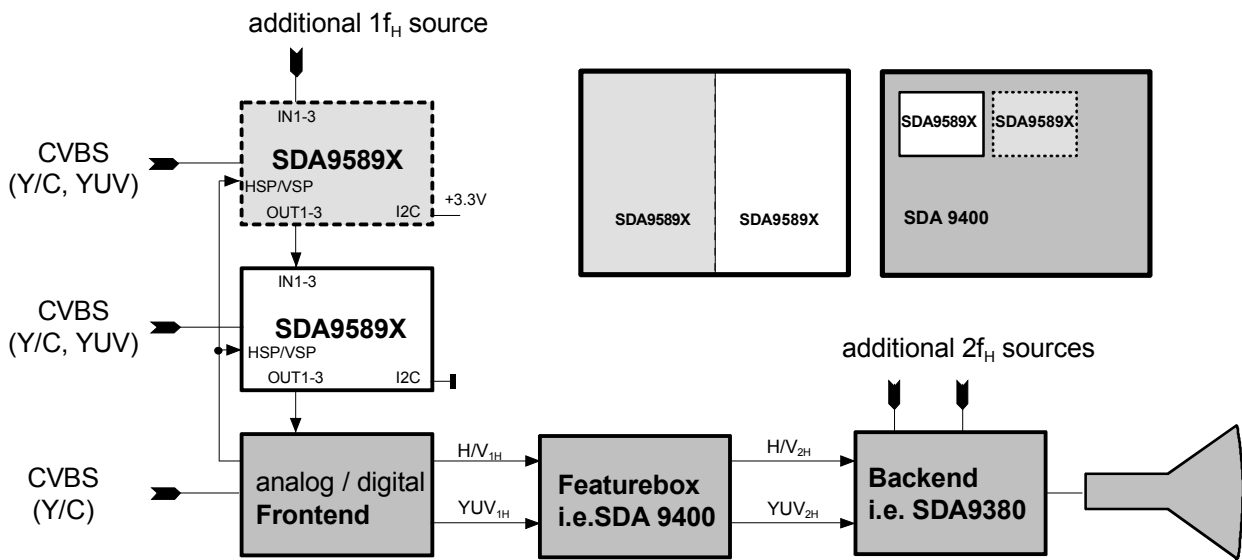 additional 1fH source
IN1-3
CVBS
(Y/C, YUV)
SDA9589X
HSP/VSP
OUT1-3
I2C
+3.3V
SDA9589X
SDA9589X
SDA9589X
SDA9589X
SDA 9400
IN1-3
CVBS
(Y/C, YUV)
SDA9589X
HSP/VSP
OUT1-3
I2C
additional 2fH sources
CVBS
(Y/C)
analog / digital
Frontend
H/V1H
YUV1H
Featurebox
i.e.SDA 9400
H/V2H
YUV2H
Backend
i.e. SDA9380